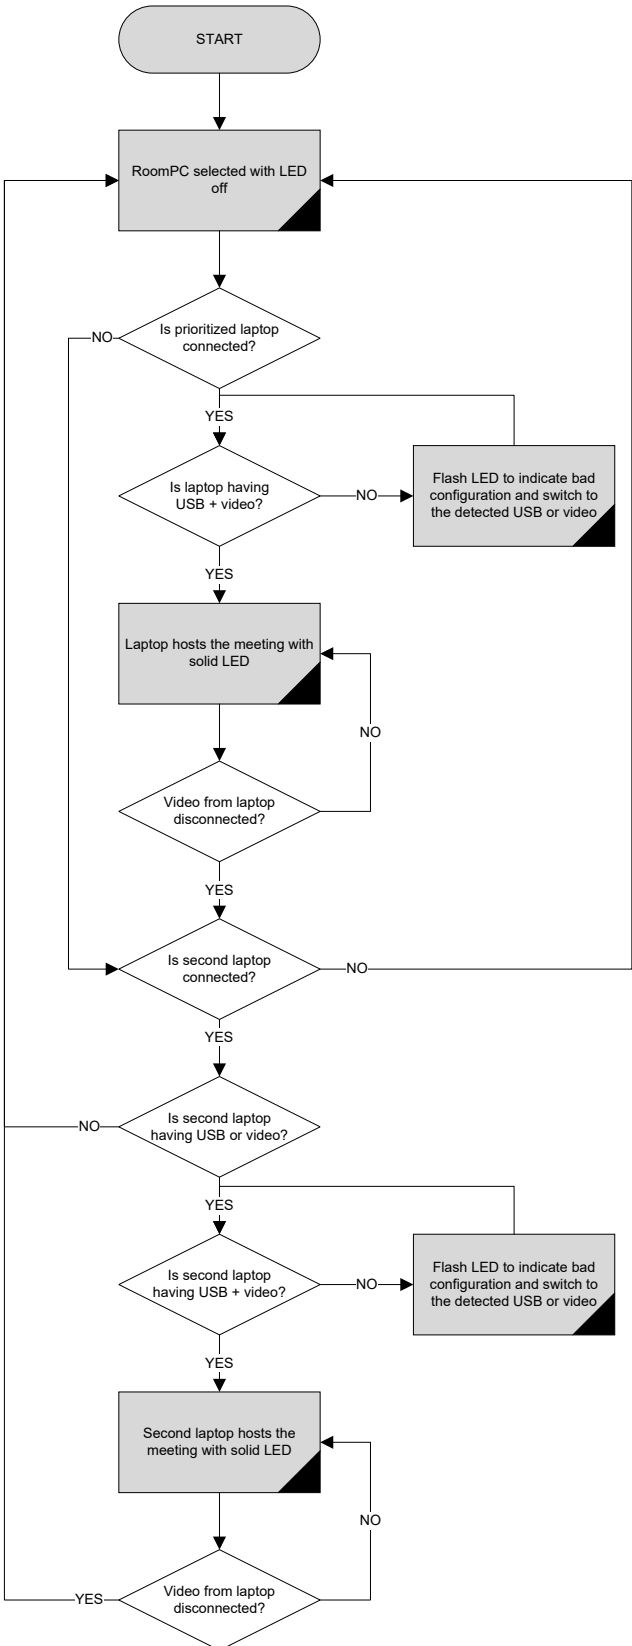 START
RoomPC selected with LED
off
Is prioritized laptop
connected?
NO
YES
Is laptop having
USB + video?
NO
Flash LED to indicate bad
configuration and switch to
the detected USB or video
YES
Laptop hosts the meeting with
solid LED
NO
Video from laptop
disconnected?
YES
Is second laptop
connected?
NO
YES
Is second laptop
having USB or video?
NO
YES
Is second laptop
having USB + video?
NO
Flash LED to indicate bad
configuration and switch to
the detected USB or video
YES
Second laptop hosts the
meeting with solid LED
NO
Video from laptop
disconnected?
YES